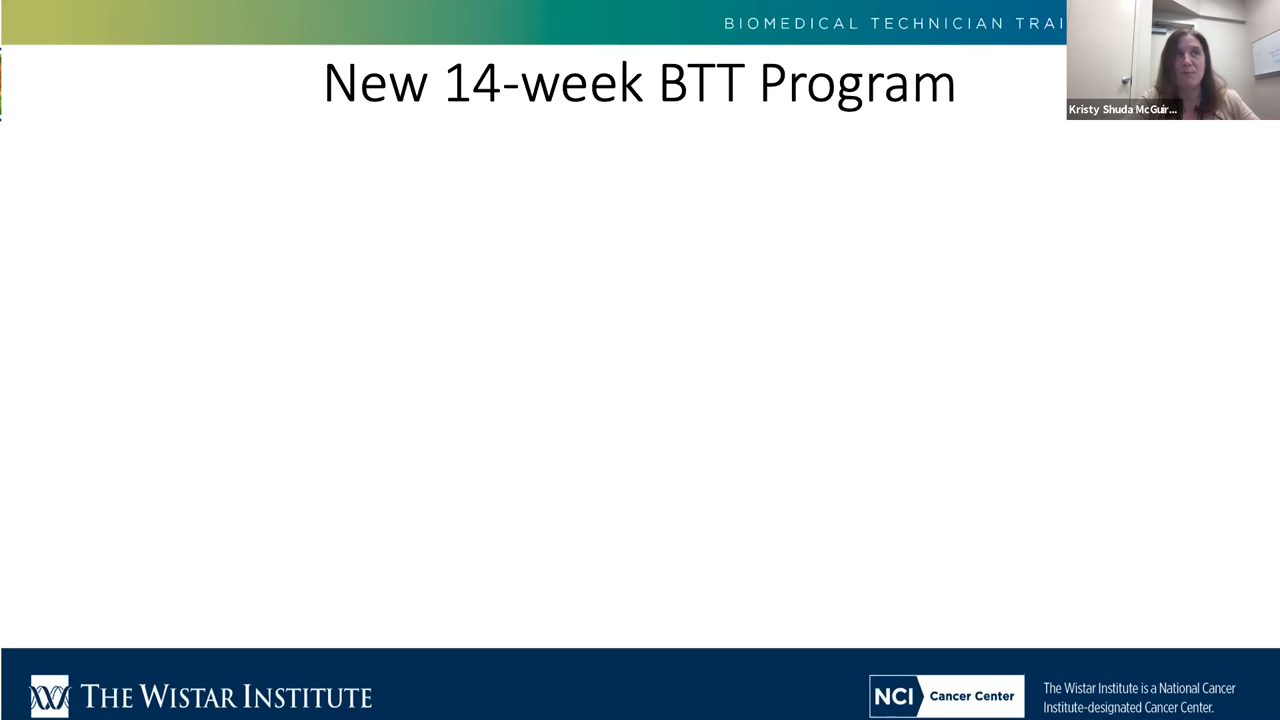 BIOMEDICAL TECHNICIAN TRAI
New 14-week BTT Program
Kristy Shuda McGuir...
THE WISTAR INSTITUTE
NCI Cancer Center
The Wistar Institute is a National Cancer
Institute-designated Cancer Center.